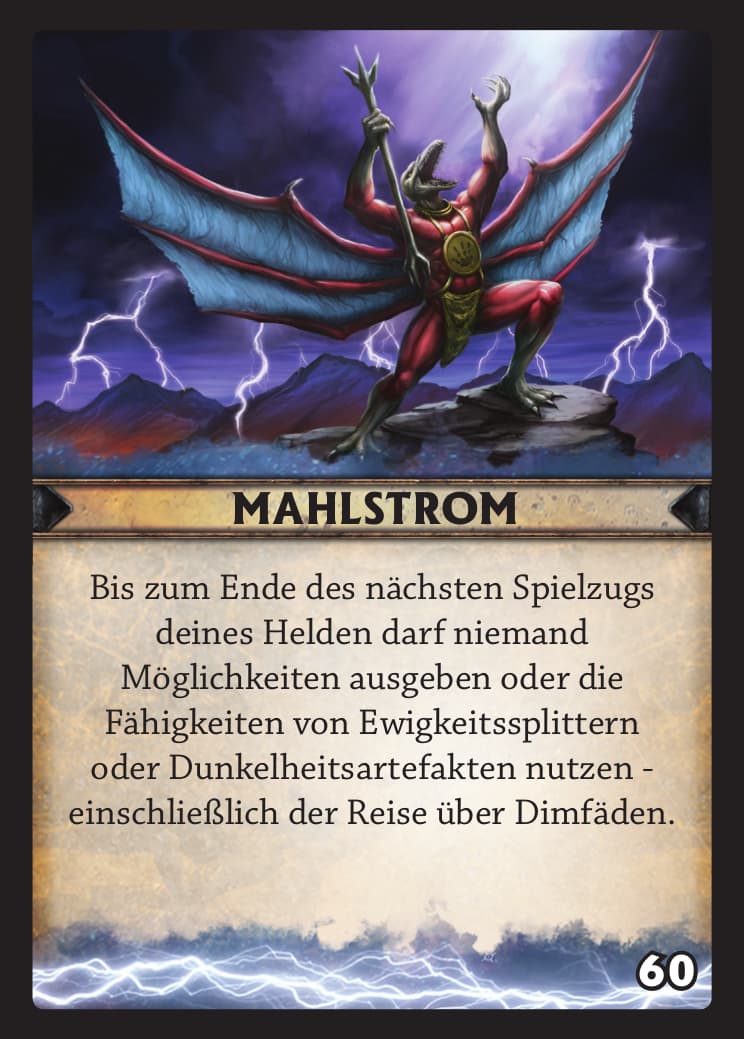 MAHLSTROM
Bis zum Ende des nächsten Spielzugs
deines Helden darf niemand
Möglichkeiten ausgeben oder die
Fähigkeiten von Ewigkeitssplittern
oder Dunkelheitsartefakten nutzen -
einschließlich der Reise über Dimfäden.
60